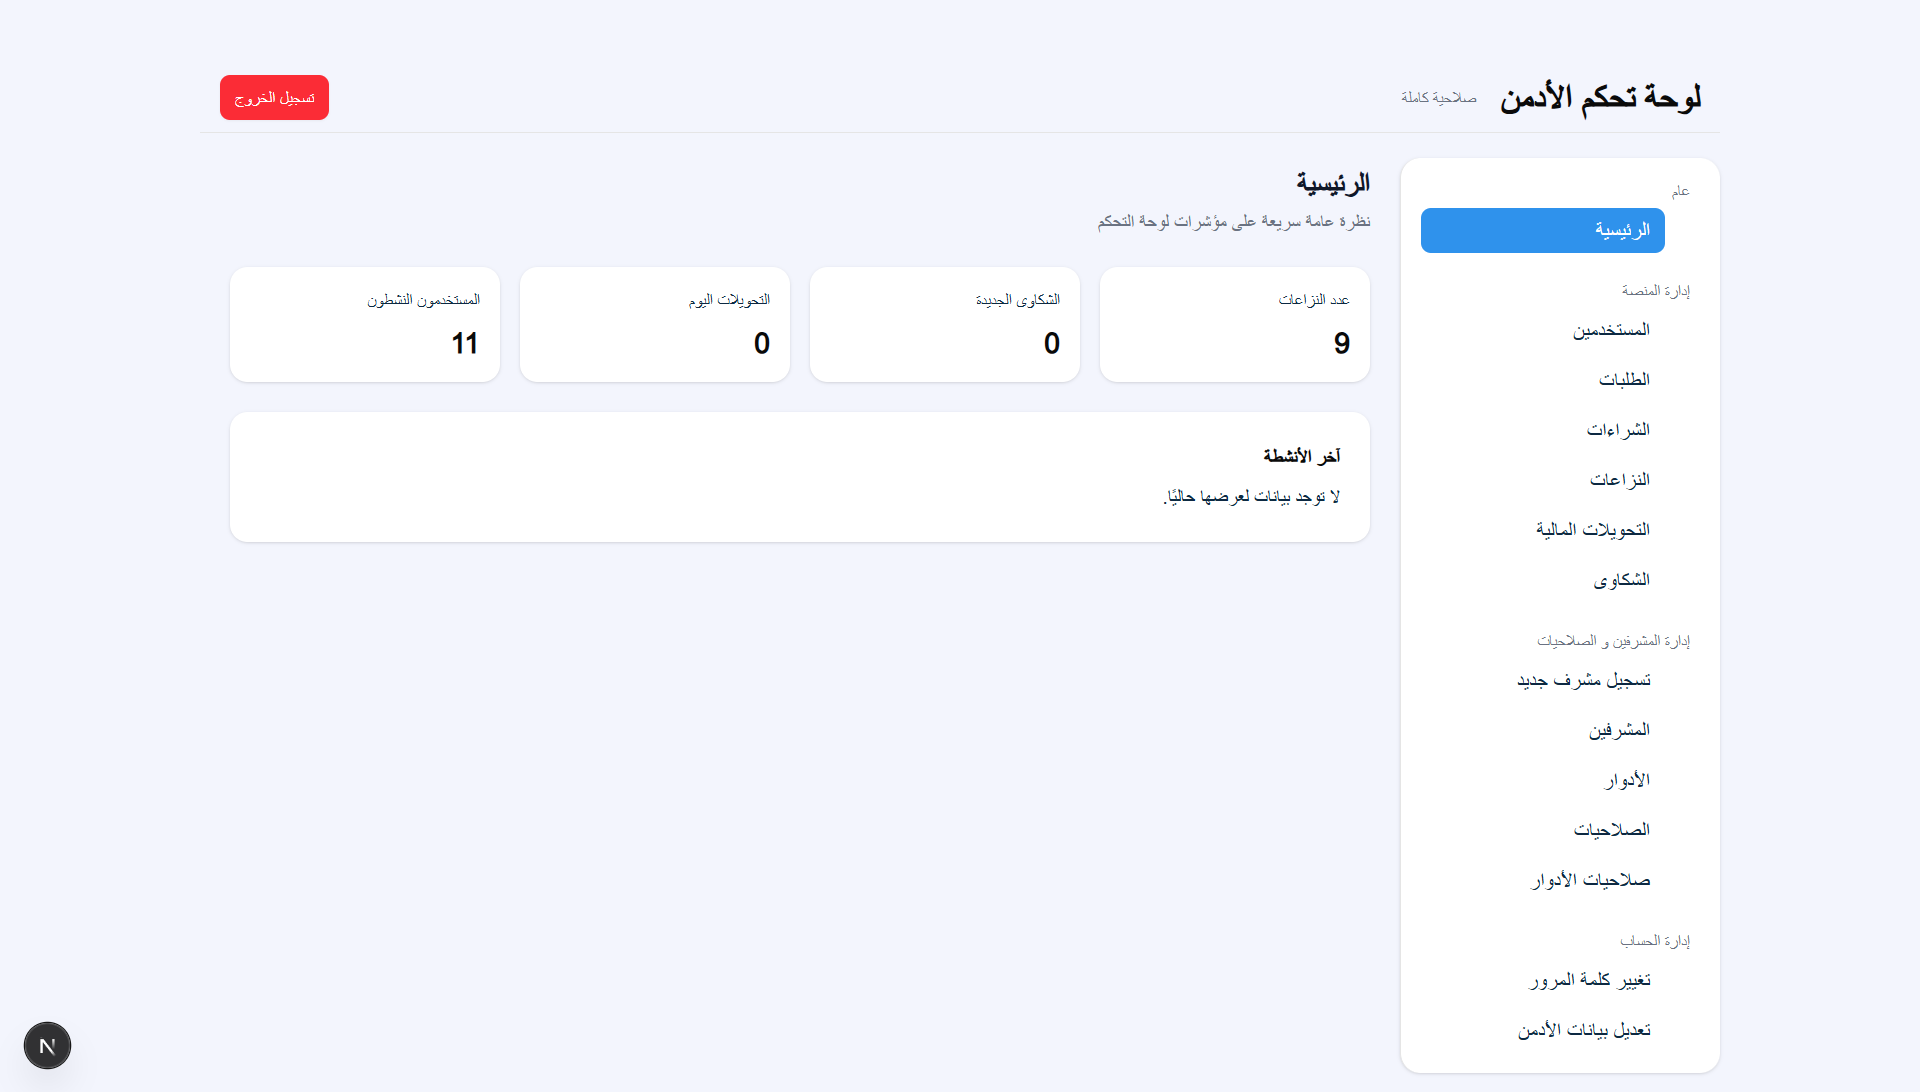 لوحة تحكم الأدمن
صلاحية كاملة
تسجيل الخروج
عام
الرئيسية
إدارة المنصة
المستخدمين
الطلبات
الشراءات
النزاعات
التحويلات المالية
الشكاوى
إدارة المشرفين و الصلاحيات
تسجيل مشرف جديد
المشرفين
الأدوار
الصلاحيات
صلاحيات الأدوار
إدارة الحساب
تغيير كلمة المرور
تعديل بيانات الأدمن
الرئيسية
نظرة عامة سريعة على مؤشرات لوحة التحكم
عدد النزاعات
9
الشكاوى الجديدة
0
التحويلات اليوم
0
المستخدمون النشطون
11
آخر الأنشطة
لا توجد بيانات لعرضها حاليًا.
N